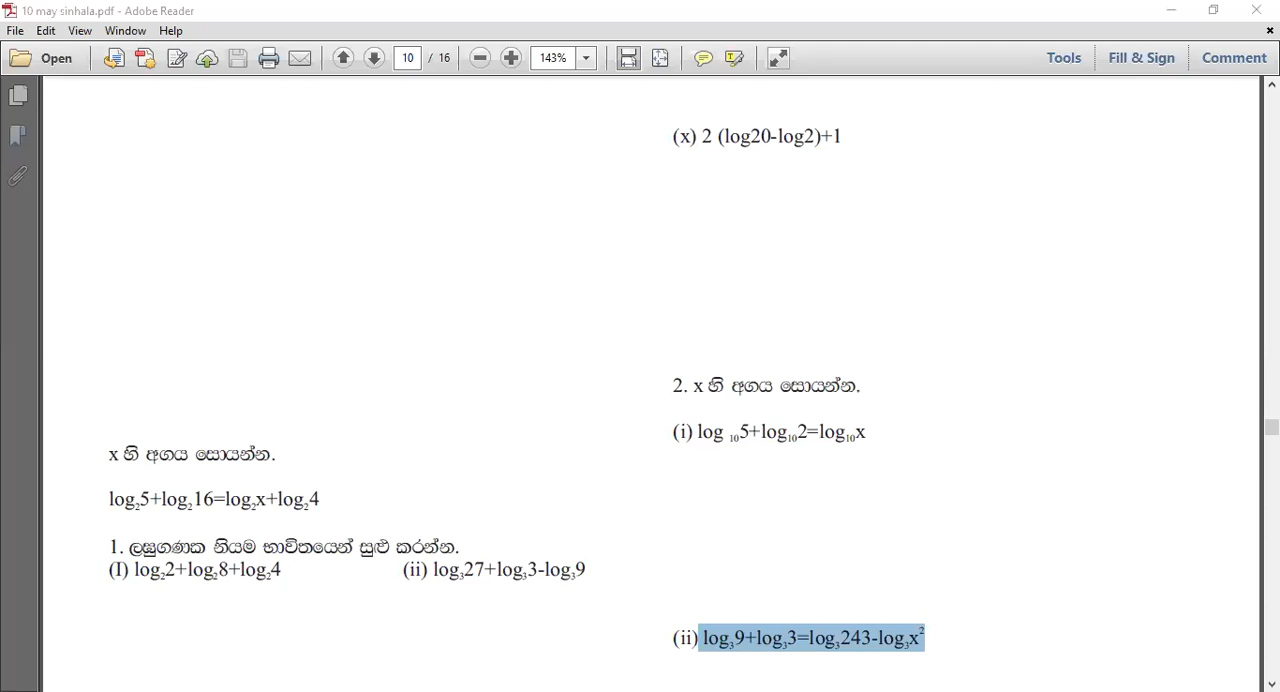 10 may sinhala.pdf - Adobe Reader
File Edit View Window Help
Open 10 / 16 143% Tools Fill & Sign Comment
(x) 2 (log20-log2)+1
2. x හි අගය සොයන්න.
(i) log ₁₀5+log₁₀2=log₁₀x
x හි අගය සොයන්න.
log₂5+log₂16=log₂x+log₂4
1. ලඝුගණක නියම භාවිතයෙන් සුළු කරන්න.
(I) log₂2+log₂8+log₂4 (ii) log₃27+log₃3-log₃9
(ii) log₃9+log₃3=log₃243-log₃x²